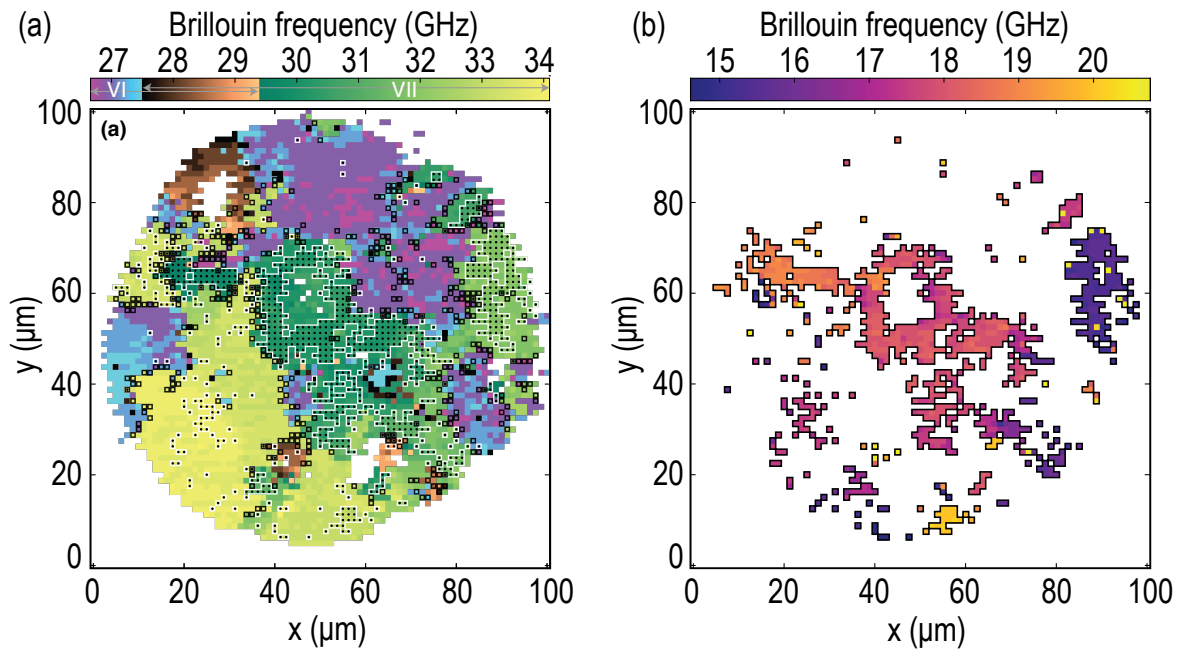 (a) Brillouin frequency (GHz)
27 28 29 30 31 32 33 34
VI VII
(a)
100
80
60
40
20
0
y (µm)
0 20 40 60 80 100
x (µm)
(b) Brillouin frequency (GHz)
15 16 17 18 19 20
100
80
60
40
20
0
y (µm)
0 20 40 60 80 100
x (µm)